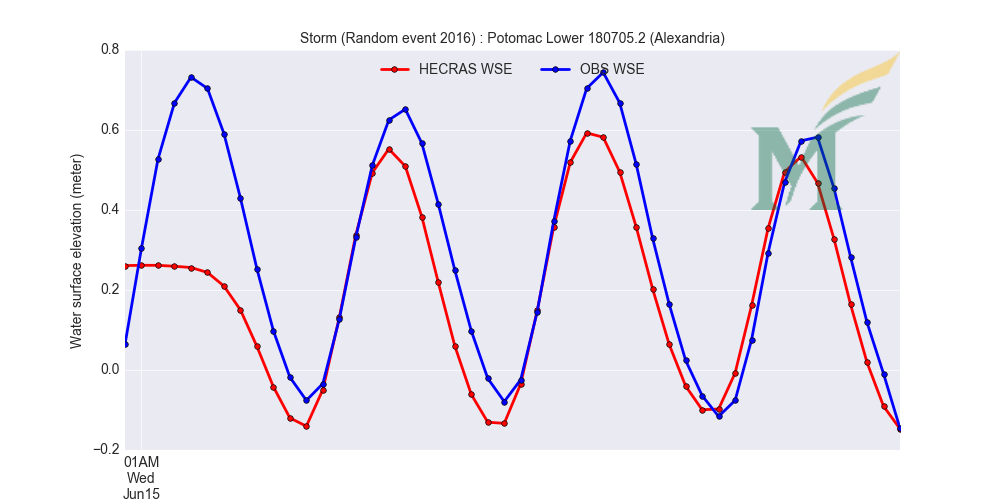 Storm (Random event 2016) : Potomac Lower 180705.2 (Alexandria)
HECRAS WSE
OBS WSE
Water surface elevation (meter)
0.8
0.6
0.4
0.2
0.0
−0.2
01AM
Wed
Jun15